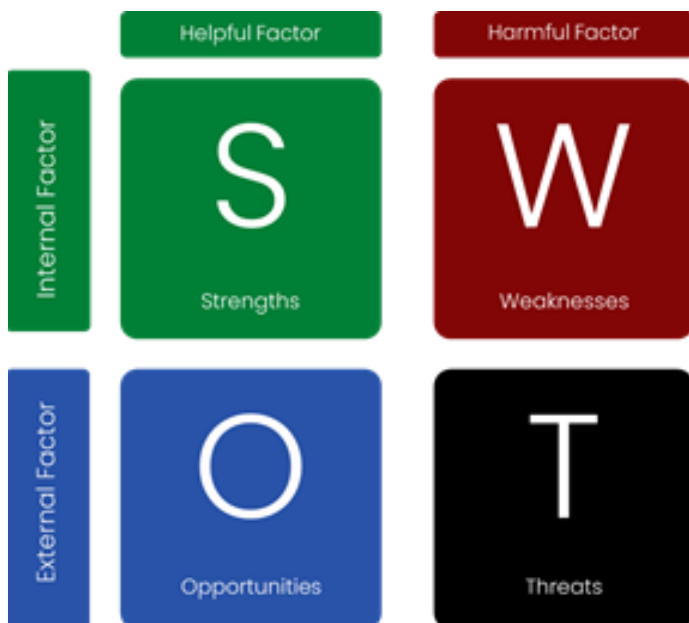 Helpful Factor
Harmful Factor
Internal Factor
S
Strengths
W
Weaknesses
External Factor
O
Opportunities
T
Threats